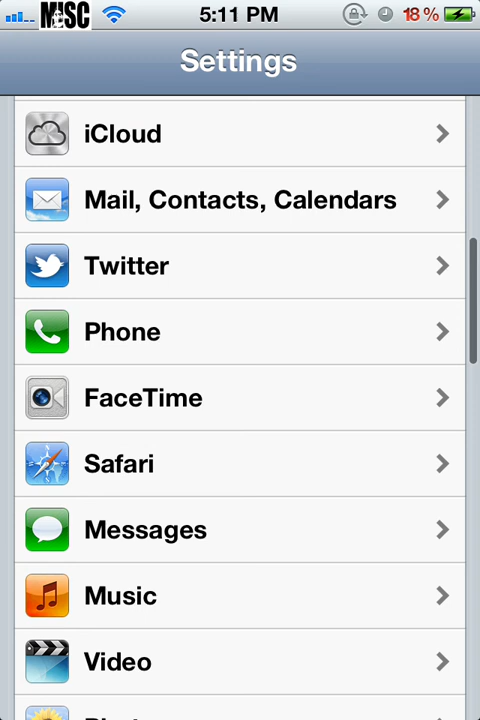 MISC 5:11 PM 18 %
Settings
iCloud
Mail, Contacts, Calendars
Twitter
Phone
FaceTime
Safari
Messages
Music
Video